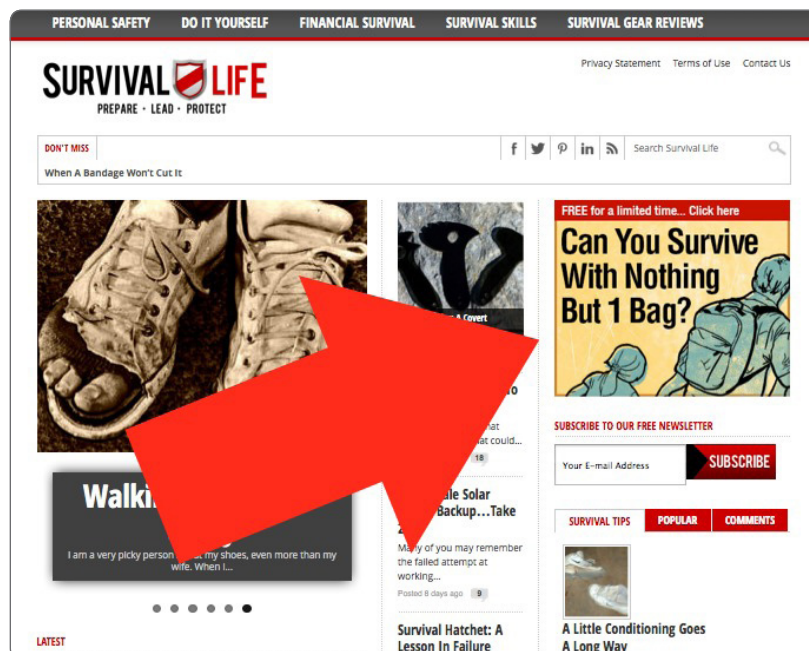 PERSONAL SAFETY DO IT YOURSELF FINANCIAL SURVIVAL SURVIVAL SKILLS SURVIVAL GEAR REVIEWS
Privacy Statement Terms of Use Contact Us
SURVIVAL LIFE
PREPARE · LEAD · PROTECT
DON'T MISS
Search Survival Life
When A Bandage Won't Cut It
FREE for a limited time... Click here
Can You Survive
With Nothing
But 1 Bag?
A Covert
SUBSCRIBE TO OUR FREE NEWSLETTER
Your E-mail Address
SUBSCRIBE
could...
18
Solar
Backup...Take
Many of you may remember
the failed attempt at
working...
Posted 8 days ago 9
I am a very picky person my shoes, even more than my
wife. When I...
SURVIVAL TIPS POPULAR COMMENTS
A Little Conditioning Goes
A Long Way
Survival Hatchet: A
Lesson In Failure
LATEST